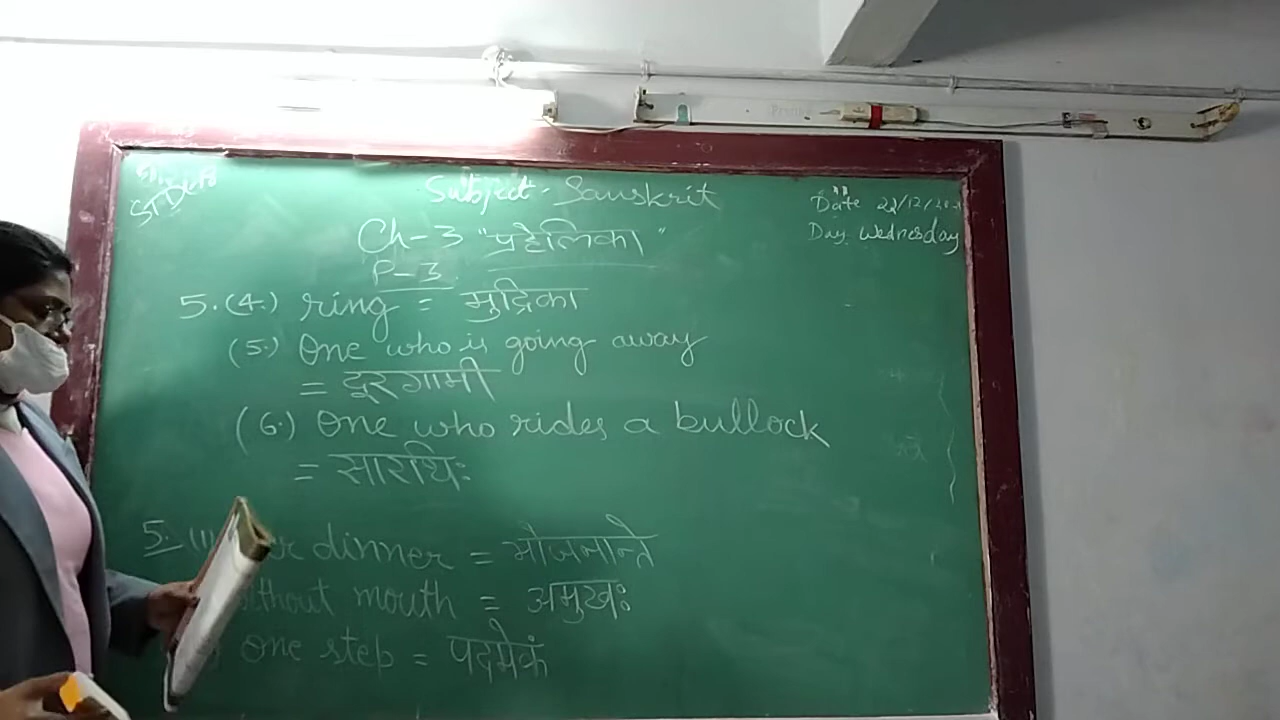 STD
Subject - Sanskrit
Date 22/12/20
Day. Wednesday
Ch-3 "प्रहेलिका"
P-3
5. (4.) ring = मुद्रिका
(5.) One who is going away
= दूरगामी
(6.) One who rides a bullock
= सारथिः
5. (1) dinner = भोजनान्ते
without mouth = अमुखः
one step = पदमेकं